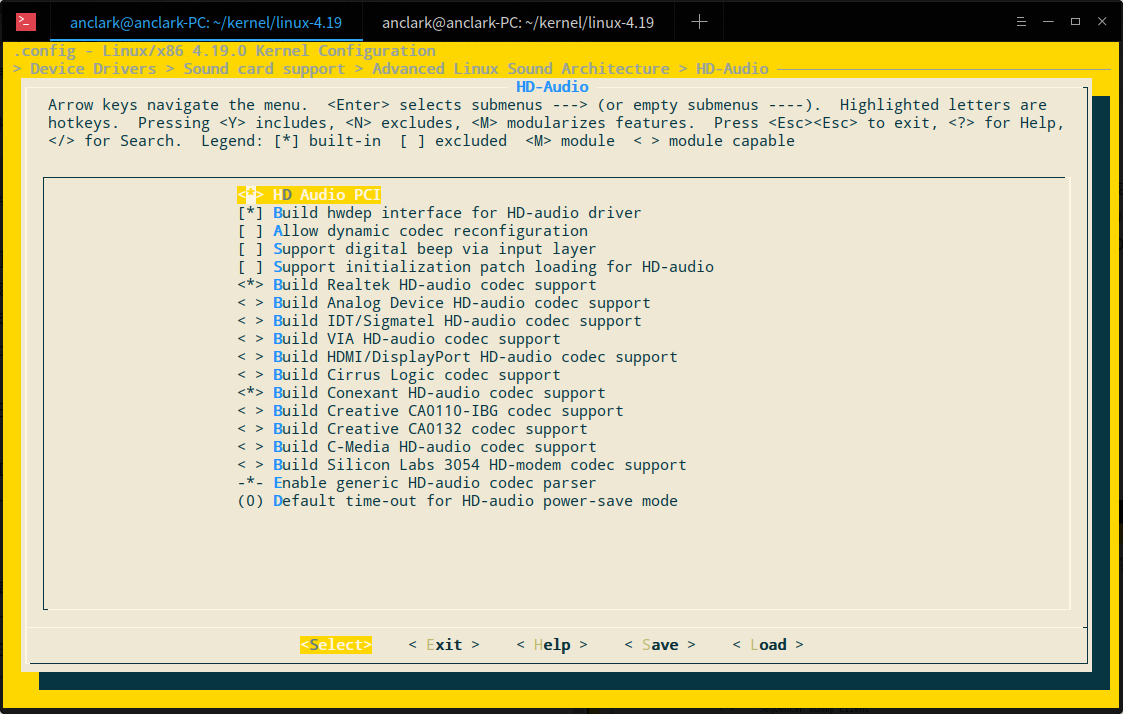 anclark@anclark-PC: ~/kernel/linux-4.19
anclark@anclark-PC: ~/kernel/linux-4.19
.config - Linux/x86 4.19.0 Kernel Configuration
> Device Drivers > Sound card support > Advanced Linux Sound Architecture > HD-Audio
HD-Audio
Arrow keys navigate the menu.  <Enter> selects submenus ---> (or empty submenus ----).  Highlighted letters are
hotkeys.  Pressing <Y> includes, <N> excludes, <M> modularizes features.  Press <Esc><Esc> to exit, <?> for Help,
</> for Search.  Legend: [*] built-in  [ ] excluded  <M> module  < > module capable
<*> HD Audio PCI
[*] Build hwdep interface for HD-audio driver
[ ] Allow dynamic codec reconfiguration
[ ] Support digital beep via input layer
[ ] Support initialization patch loading for HD-audio
<*> Build Realtek HD-audio codec support
< > Build Analog Device HD-audio codec support
< > Build IDT/Sigmatel HD-audio codec support
< > Build VIA HD-audio codec support
< > Build HDMI/DisplayPort HD-audio codec support
< > Build Cirrus Logic codec support
<*> Build Conexant HD-audio codec support
< > Build Creative CA0110-IBG codec support
< > Build Creative CA0132 codec support
< > Build C-Media HD-audio codec support
< > Build Silicon Labs 3054 HD-modem codec support
-*- Enable generic HD-audio codec parser
(0) Default time-out for HD-audio power-save mode
<Select>    < Exit >    < Help >    < Save >    < Load >